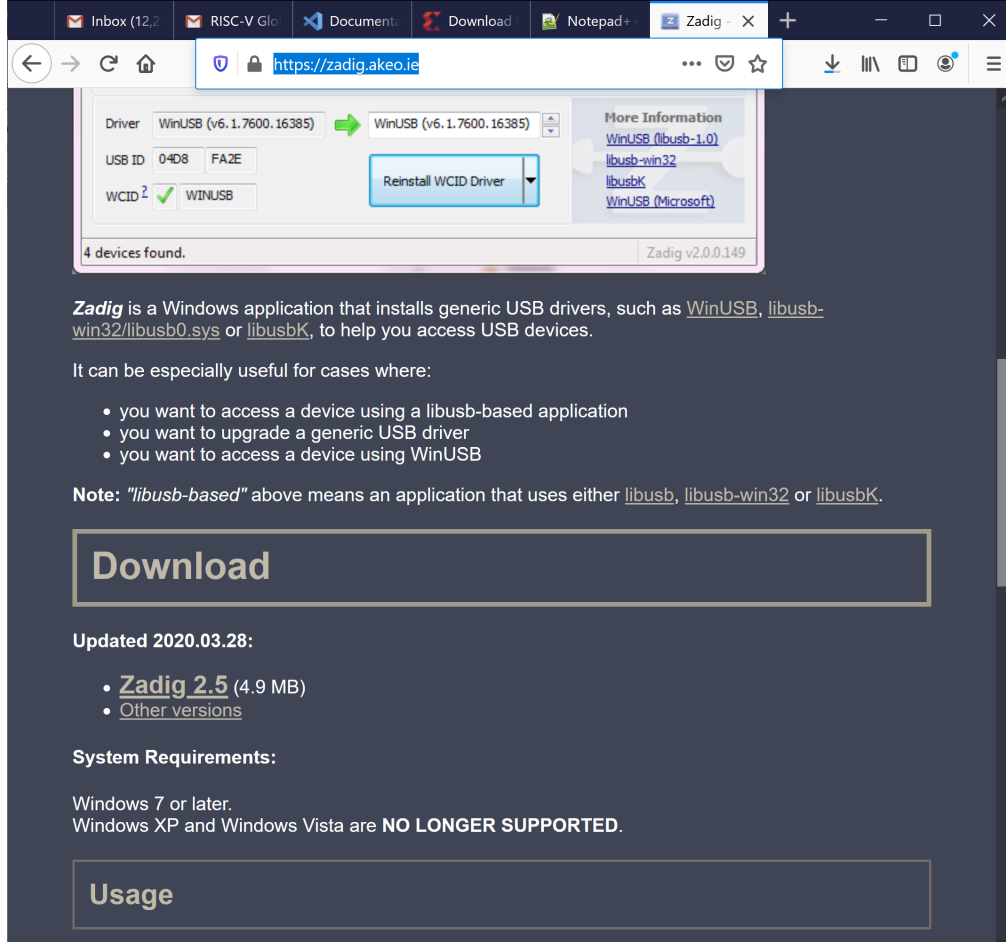 Inbox (12,2
RISC-V Glo
Documenta
Download
Notepad++
Zadig -
https://zadig.akeo.ie
Driver WinUSB (v6.1.7600.16385) WinUSB (v6.1.7600.16385)
USB ID 04D8 FA2E
WCID ? WINUSB
Reinstall WCID Driver
More Information
WinUSB (libusb-1.0)
libusb-win32
libusbK
WinUSB (Microsoft)
4 devices found. Zadig v2.0.0.149
Zadig is a Windows application that installs generic USB drivers, such as WinUSB, libusb-
win32/libusb0.sys or libusbK, to help you access USB devices.
It can be especially useful for cases where:
• you want to access a device using a libusb-based application
• you want to upgrade a generic USB driver
• you want to access a device using WinUSB
Note: "libusb-based" above means an application that uses either libusb, libusb-win32 or libusbK.
Download
Updated 2020.03.28:
• Zadig 2.5 (4.9 MB)
• Other versions
System Requirements:
Windows 7 or later.
Windows XP and Windows Vista are NO LONGER SUPPORTED.
Usage